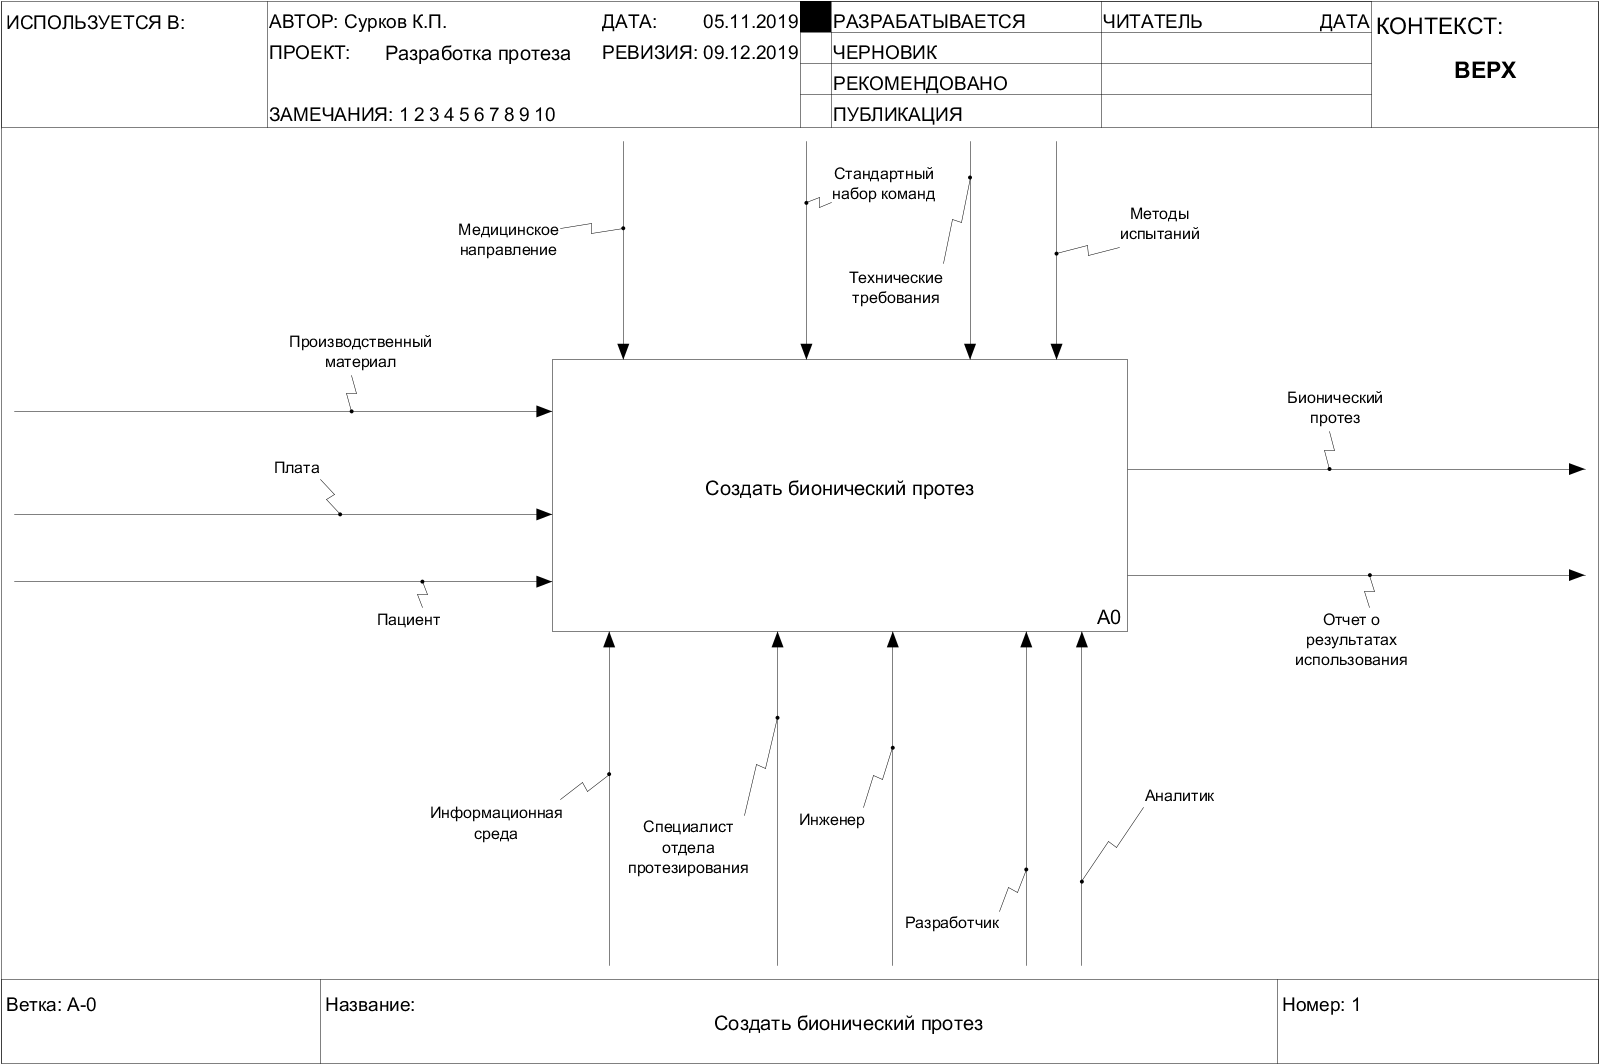 ИСПОЛЬЗУЕТСЯ В:
АВТОР: Сурков К.П.
ДАТА: 05.11.2019
ПРОЕКТ: Разработка протеза
РЕВИЗИЯ: 09.12.2019
ЗАМЕЧАНИЯ: 1 2 3 4 5 6 7 8 9 10
РАЗРАБАТЫВАЕТСЯ
ЧЕРНОВИК
РЕКОМЕНДОВАНО
ПУБЛИКАЦИЯ
ЧИТАТЕЛЬ
ДАТА
КОНТЕКСТ:
ВЕРХ
Стандартный
набор команд
Медицинское
направление
Методы
испытаний
Технические
требования
Производственный
материал
Плата
Пациент
Создать бионический протез
A0
Бионический
протез
Отчет о
результатах
использования
Информационная
среда
Специалист
отдела
протезирования
Инженер
Разработчик
Аналитик
Ветка: A-0
Название:
Создать бионический протез
Номер: 1